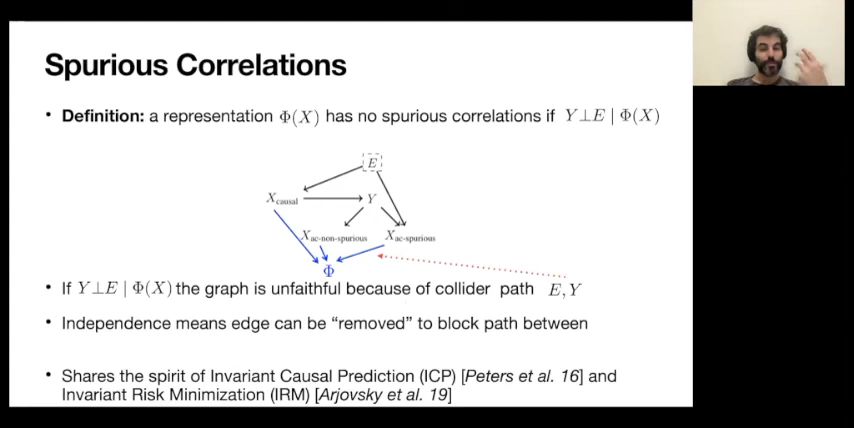 Spurious Correlations
• Definition: a representation Φ(X) has no spurious correlations if Y⊥E | Φ(X)
E
X_causal
Y
X_ac-non-spurious
X_ac-spurious
Φ
• If Y⊥E | Φ(X) the graph is unfaithful because of collider path E, Y
• Independence means edge can be “removed” to block path between
• Shares the spirit of Invariant Causal Prediction (ICP) [Peters et al. 16] and
Invariant Risk Minimization (IRM) [Arjovsky et al. 19]